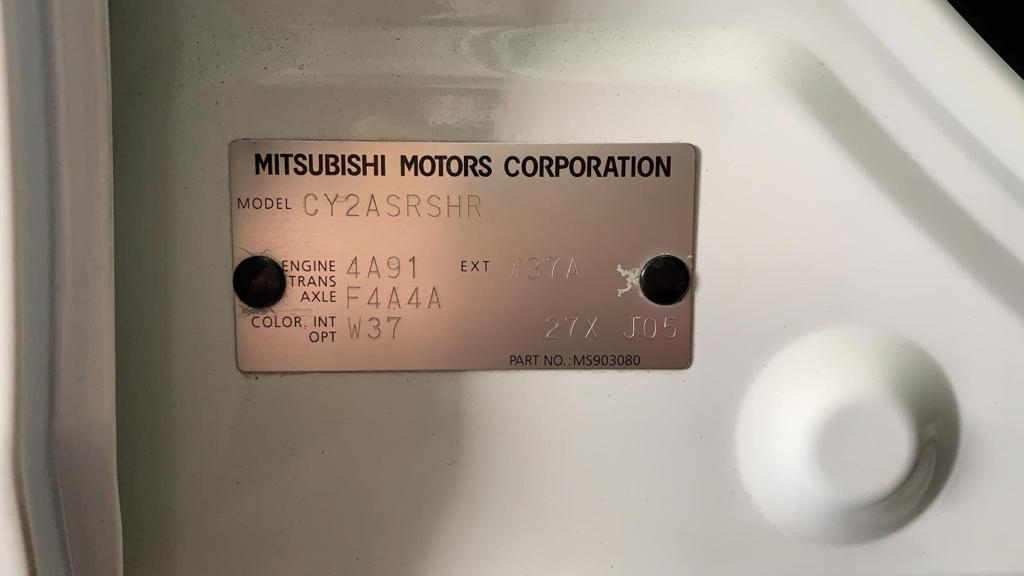 MITSUBISHI MOTORS CORPORATION
MODEL CY2ASRSHR
ENGINE 4A91 EXT W37A
TRANS
AXLE F4A4A
COLOR. INT W37 27X J05
OPT
PART NO.: MS903080